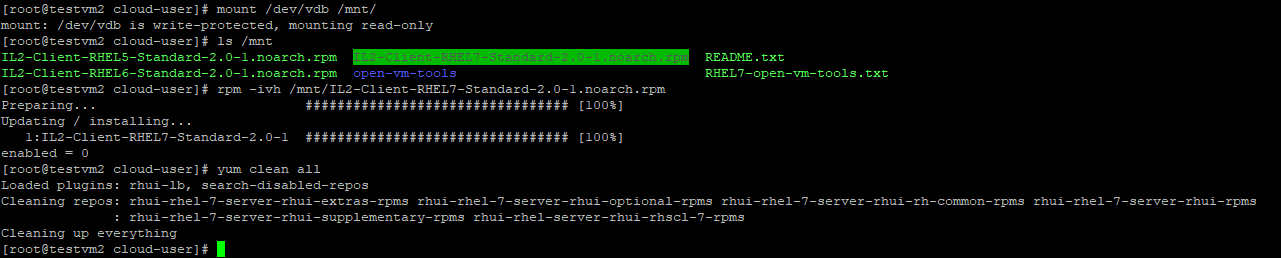 [root@testvm2 cloud-user]# mount /dev/vdb /mnt/
mount: /dev/vdb is write-protected, mounting read-only
[root@testvm2 cloud-user]# ls /mnt
IL2-Client-RHEL5-Standard-2.0-1.noarch.rpm  IL2-Client-RHEL7-Standard-2.0-1.noarch.rpm  README.txt
IL2-Client-RHEL6-Standard-2.0-1.noarch.rpm  open-vm-tools                               RHEL7-open-vm-tools.txt
[root@testvm2 cloud-user]# rpm -ivh /mnt/IL2-Client-RHEL7-Standard-2.0-1.noarch.rpm
Preparing...                          ################################# [100%]
Updating / installing...
   1:IL2-Client-RHEL7-Standard-2.0-1  ################################# [100%]
enabled = 0
[root@testvm2 cloud-user]# yum clean all
Loaded plugins: rhui-lb, search-disabled-repos
Cleaning repos: rhui-rhel-7-server-rhui-extras-rpms rhui-rhel-7-server-rhui-optional-rpms rhui-rhel-7-server-rhui-rh-common-rpms rhui-rhel-7-server-rhui-rpms
              : rhui-rhel-7-server-rhui-supplementary-rpms rhui-rhel-server-rhui-rhscl-7-rpms
Cleaning up everything
[root@testvm2 cloud-user]#